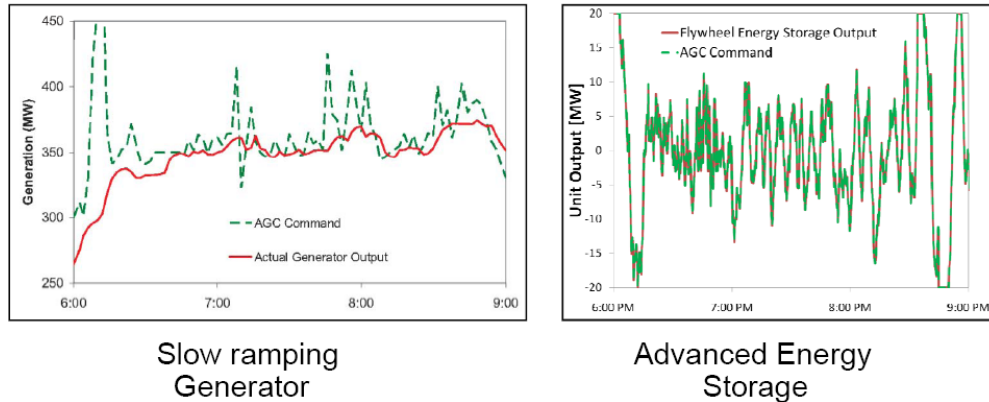 450
400
350
300
250
Generation (MW)
AGC Command
Actual Generator Output
6:00
7:00
8:00
9:00
Slow ramping
Generator
20
15
10
5
0
-5
-10
-15
-20
Unit Output [MW]
Flywheel Energy Storage Output
AGC Command
6:00 PM
7:00 PM
8:00 PM
9:00 PM
Advanced Energy
Storage